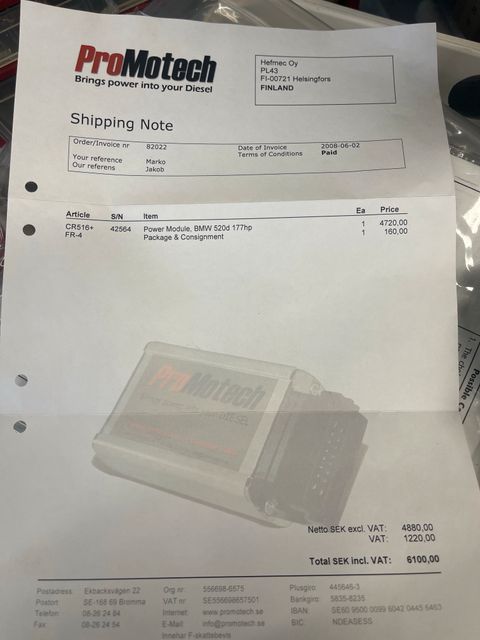 ProMotech
Brings power into your Diesel
Hefmec Oy
PL43
FI-00721 Helsingfors
FINLAND
Shipping Note
Order/Invoice nr 82022 Date of Invoice 2008-06-02
Terms of Conditions Paid
Your reference Marko
Our referens Jakob
Article S/N Item Ea Price
CR516+ 42564 Power Module, BMW 520d 177hp 1 4720,00
FR-4 Package & Consignment 1 160,00
ProMotech
Netto SEK excl. VAT: 4880,00
VAT: 1220,00
Total SEK incl. VAT: 6100,00
Postadress: Ekbacksvägen 22 Org nr: 556698-6575 Plusgiro: 445646-3
Postort SE-168 69 Bromma VAT nr SE556698657501 Bankgiro: 5835-6235
Telefon: 08-26 24 84 Internet: www.promotech.se IBAN: SE60 9500 0099 6042 0445 6463
Fax 08-26 24 54 E-Mail: info@promotech.se BIC: NDEASESS
Innehar F-skattebevis
1. The
Possible C